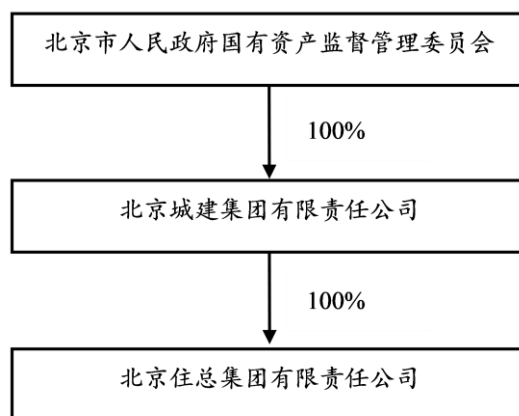 北京市人民政府国有资产监督管理委员会
100%
北京城建集团有限责任公司
100%
北京住总集团有限责任公司